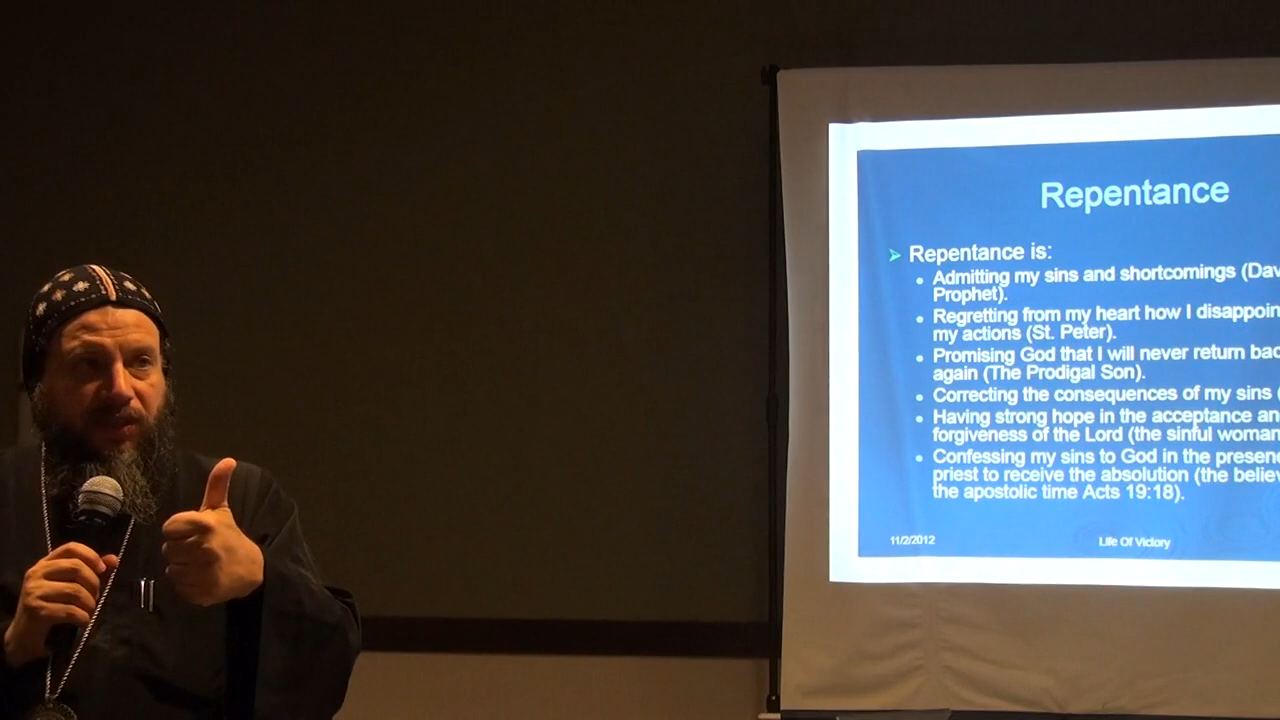 Repentance
Repentance is:
Admitting my sins and shortcomings (Dav
Prophet).
Regretting from my heart how I disappoin
my actions (St. Peter).
Promising God that I will never return bac
again (The Prodigal Son).
Correcting the consequences of my sins (
Having strong hope in the acceptance an
forgiveness of the Lord (the sinful woman
Confessing my sins to God in the presen
priest to receive the absolution (the believ
the apostolic time Acts 19:18).
11/2/2012 Life Of Victory